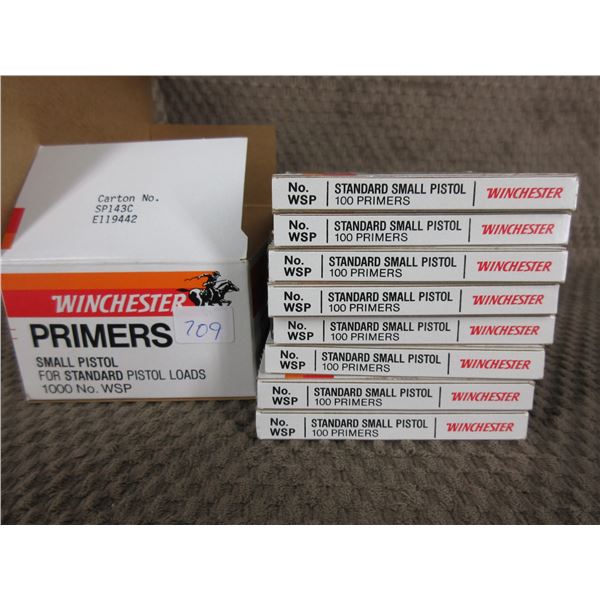 Carton No.
SP143C
E119442
WINCHESTER
PRIMERS
709
SMALL PISTOL
FOR STANDARD PISTOL LOADS
1000 No. WSP
No. WSP STANDARD SMALL PISTOL 100 PRIMERS WINCHESTER
No. WSP STANDARD SMALL PISTOL 100 PRIMERS WINCHESTER
No. WSP STANDARD SMALL PISTOL 100 PRIMERS WINCHESTER
No. WSP STANDARD SMALL PISTOL 100 PRIMERS WINCHESTER
No. WSP STANDARD SMALL PISTOL 100 PRIMERS WINCHESTER
No. WSP STANDARD SMALL PISTOL 100 PRIMERS WINCHESTER
No. WSP STANDARD SMALL PISTOL 100 PRIMERS WINCHESTER
No. WSP STANDARD SMALL PISTOL 100 PRIMERS WINCHESTER